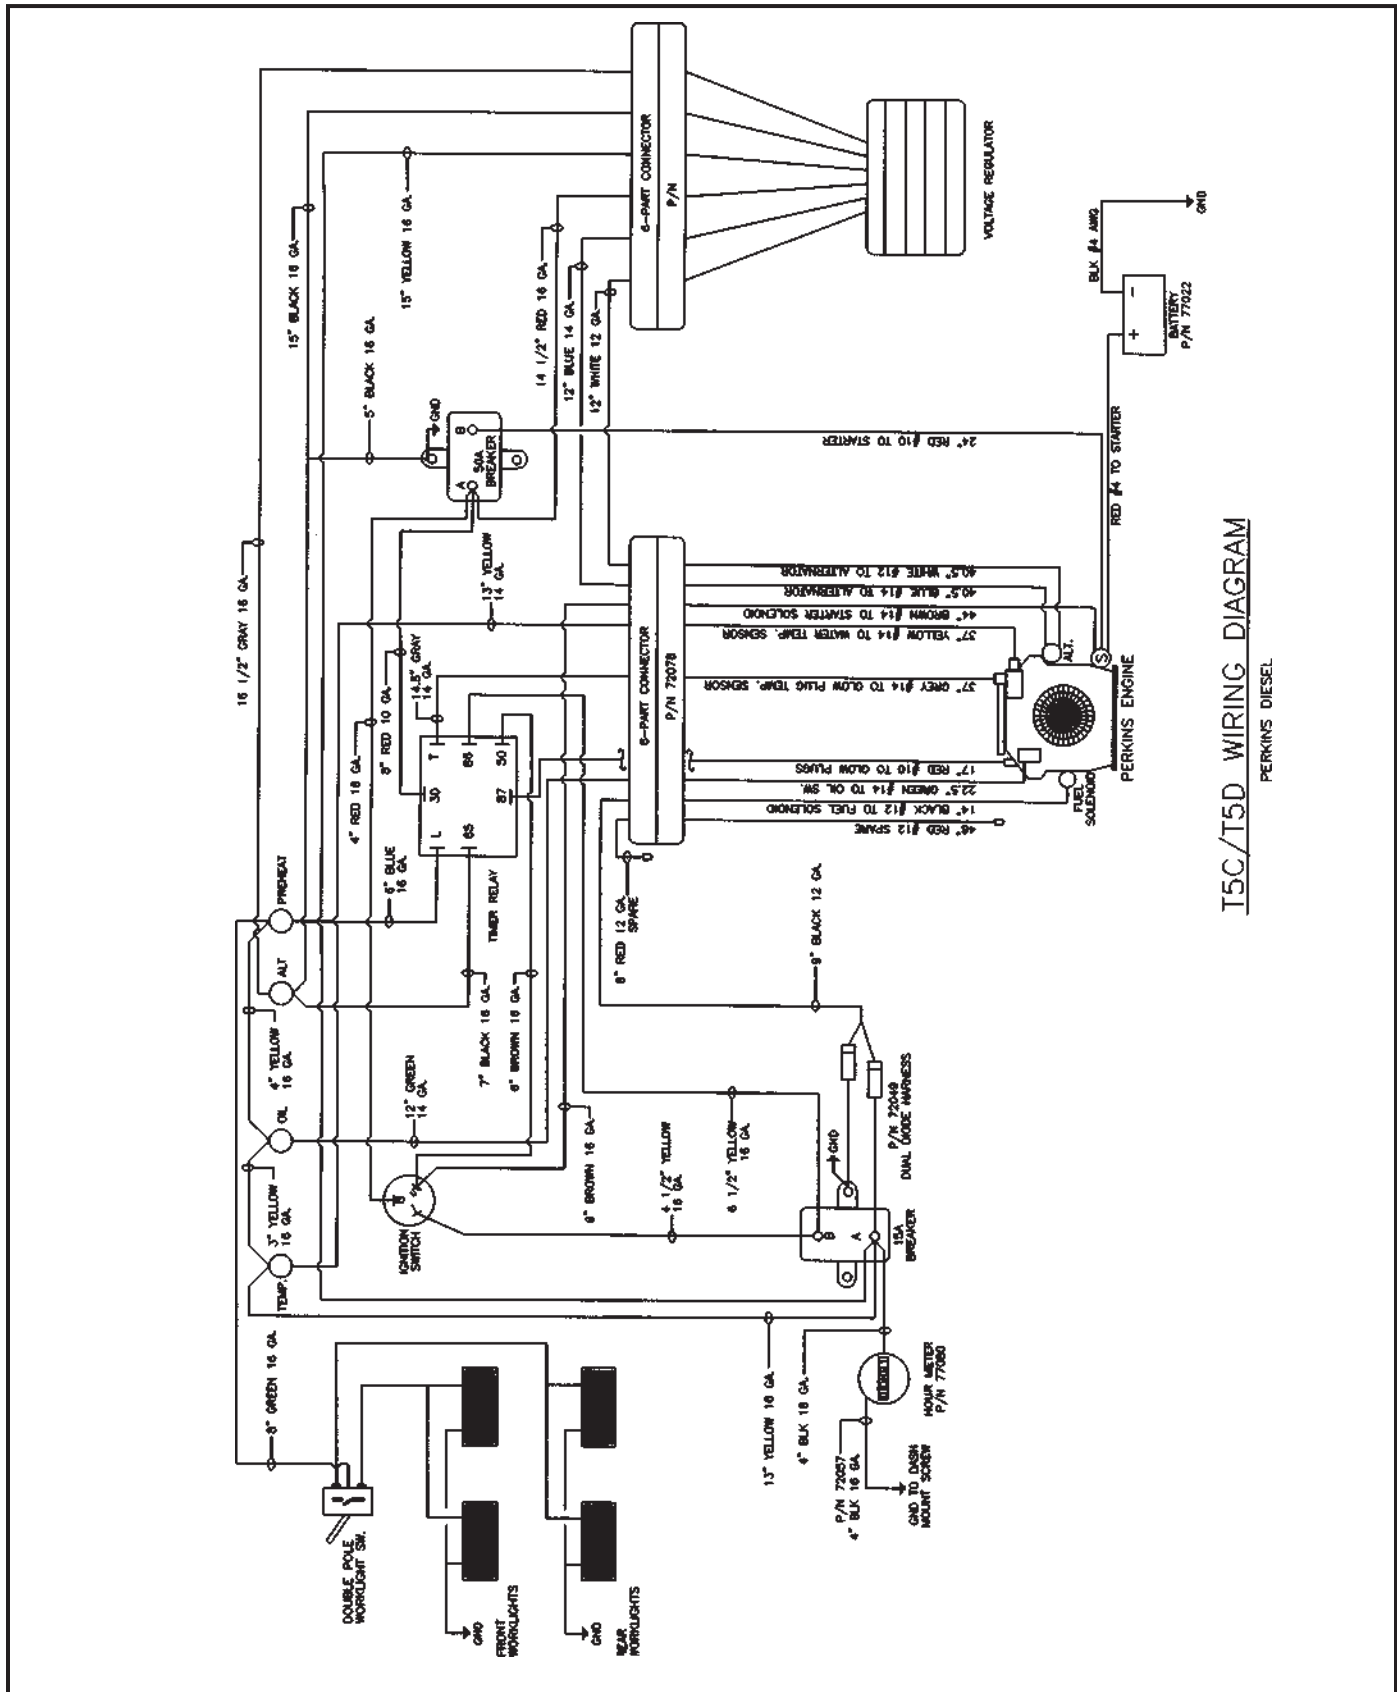 16 1/2" GRAY 16 GA.
15" BLACK 16 GA.
15" YELLOW 16 GA.
5" BLACK 16 GA.
14 1/2" RED 16 GA.
12" BLUE 14 GA.
12" WHITE 12 GA.
6-PART CONNECTOR
P/N
VOLTAGE REGULATOR
GND
BLK #4 AWG
BATTERY
P/N 77022
+
-
GND
A
B
50A
BREAKER
24" RED #10 TO STARTER
RED #4 TO STARTER
4" RED 16 GA.
8" RED 10 GA.
14.5" GRAY
14 GA.
13" YELLOW
14 GA.
6-PART CONNECTOR
P/N 72078
40.5" WHITE #12 TO ALTERNATOR
40.5" BLUE #14 TO ALTERNATOR
44" BROWN #14 TO STARTER SOLENOID
37" YELLOW #14 TO WATER TEMP. SENSOR
37" GREY #14 TO GLOW PLUG TEMP. SENSOR
17" RED #10 TO GLOW PLUGS
22.5" GREEN #14 TO OIL SW.
14" BLACK #12 TO FUEL SOLENOID
46" RED #12 SPARE
ALT.
S
PERKINS ENGINE
FUEL
SOLENOID
T
86
50
30
87
L
85
TIMER RELAY
PREHEAT
6" BLUE
16 GA.
ALT
4" YELLOW
16 GA.
OIL
12" GREEN
14 GA.
3" YELLOW
16 GA.
TEMP.
7" BLACK 16 GA.
6" BROWN 16 GA.
8" RED 12 GA.
SPARE
9" BLACK 12 GA.
IGNITION
SWITCH
9" BROWN 16 GA.
4 1/2" YELLOW
16 GA.
6 1/2" YELLOW
16 GA.
GND
P/N 72049
DUAL DIODE HARNESS
B
A
15A
BREAKER
8" GREEN 16 GA.
DOUBLE POLE
WORKLIGHT SW.
GND
FRONT
WORKLIGHTS
GND
REAR
WORKLIGHTS
13" YELLOW 16 GA.
4" BLK 16 GA.
HOUR METER
P/N 77080
P/N 72057
4" BLK 16 GA.
GND TO DASH
MOUNT SCREW
T5C/T5D WIRING DIAGRAM
PERKINS DIESEL